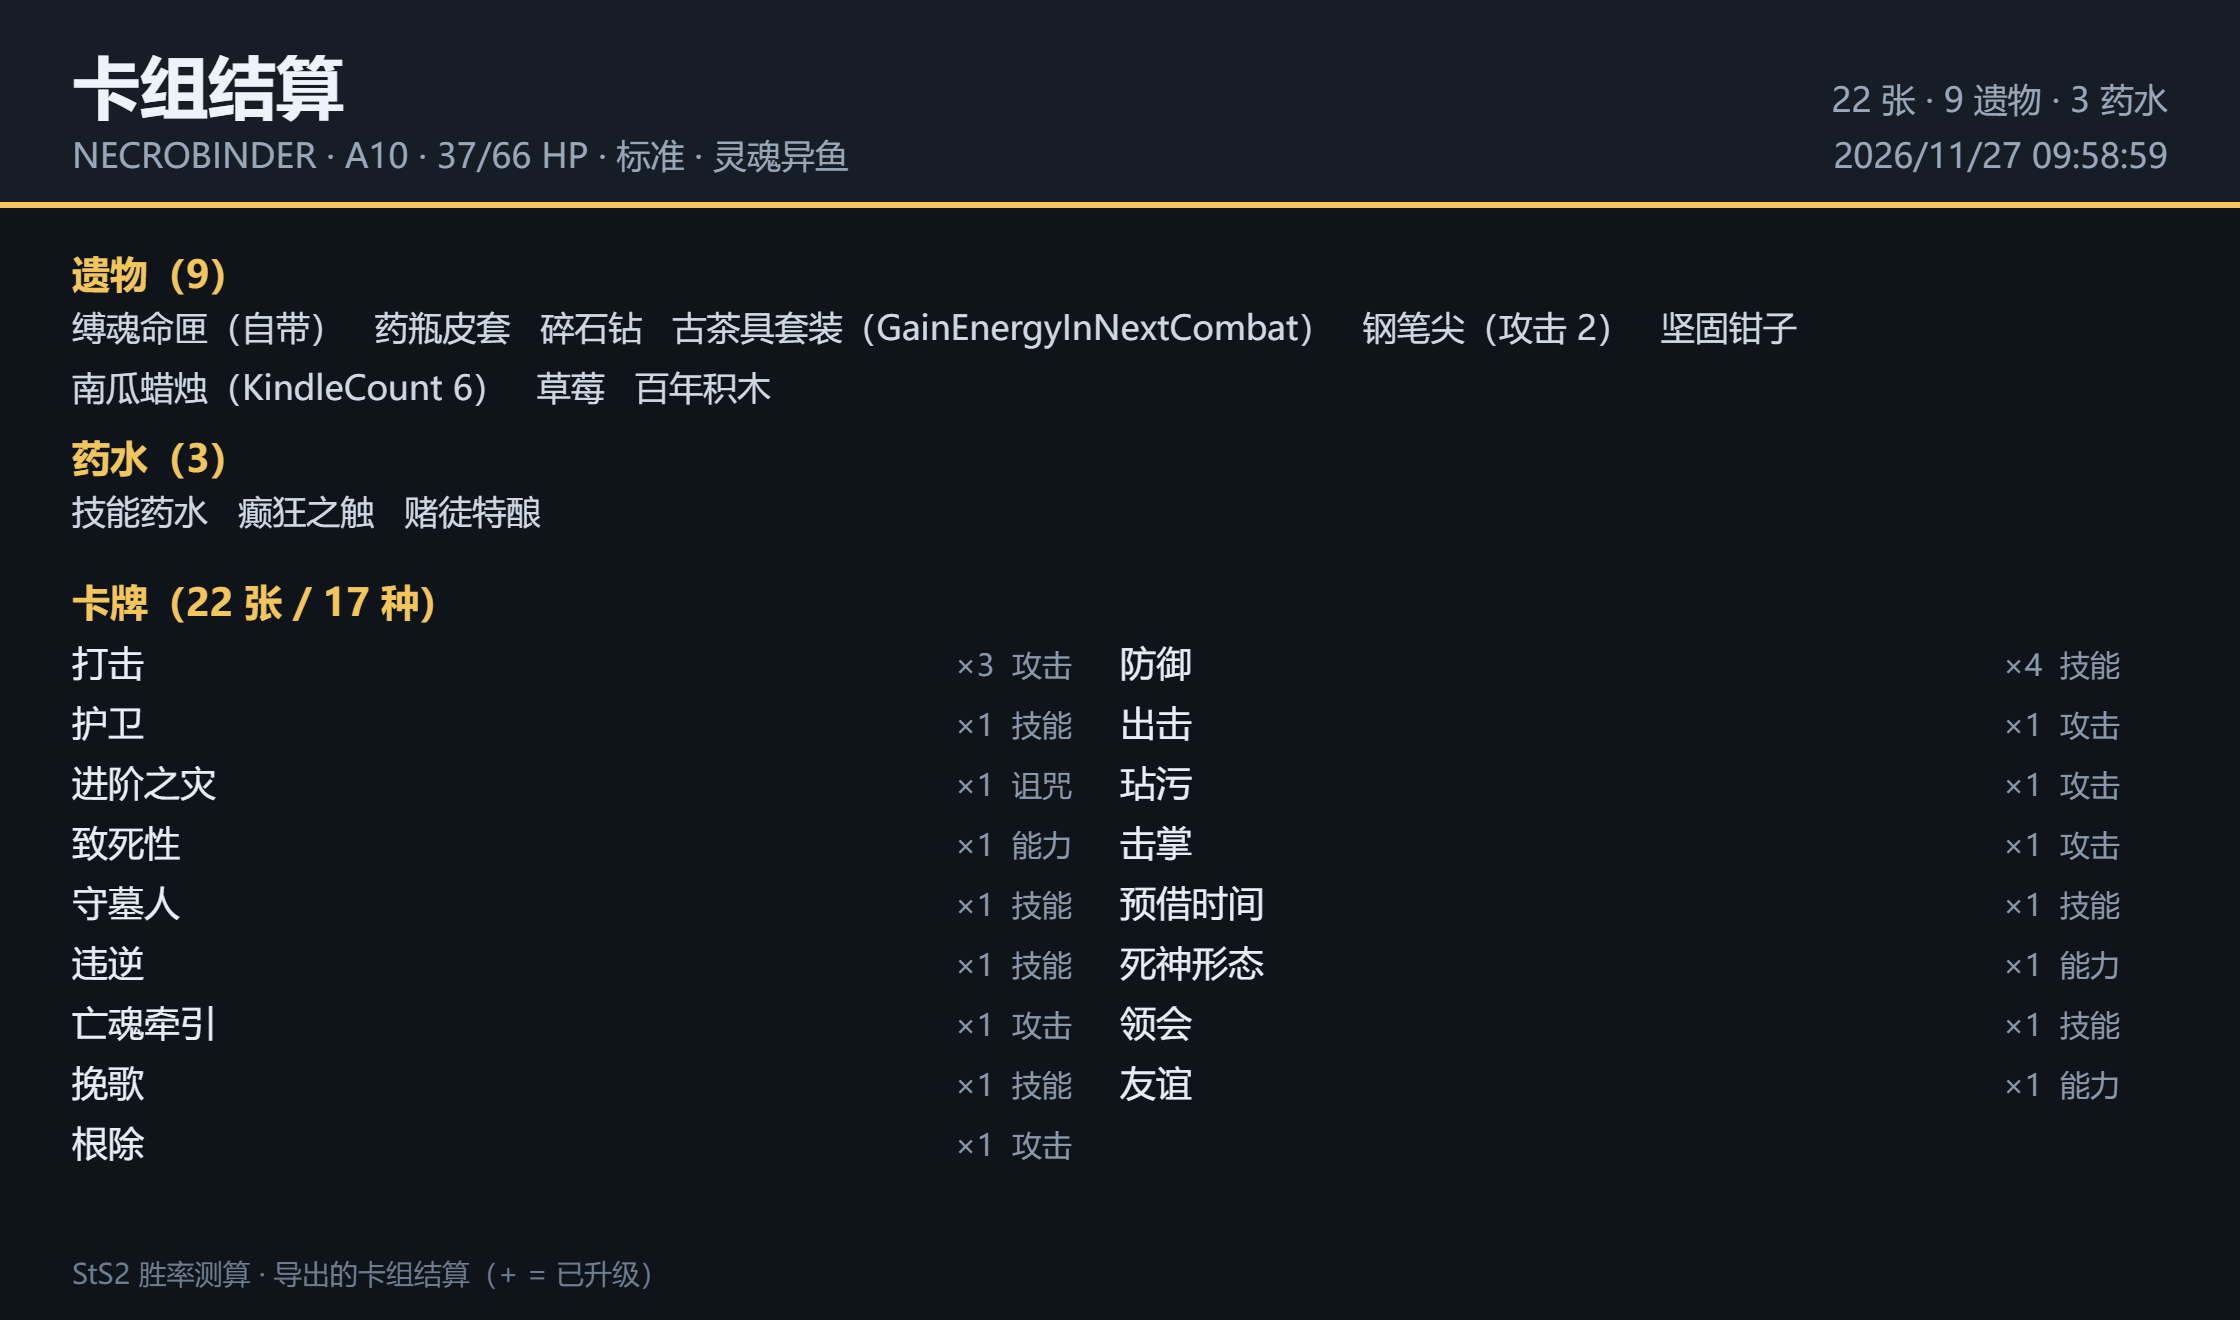 卡组结算
NECROBINDER · A10 · 37/66 HP · 标准 · 灵魂异鱼
22 张 · 9 遗物 · 3 药水
2026/11/27 09:58:59
遗物（9）
缚魂命匣（自带） 药瓶皮套 碎石钻 古茶具套装（GainEnergyInNextCombat） 钢笔尖（攻击 2） 坚固钳子
南瓜蜡烛（KindleCount 6） 草莓 百年积木
药水（3）
技能药水 癫狂之触 赌徒特酿
卡牌（22 张 / 17 种）
打击 ×3 攻击 防御 ×4 技能
护卫 ×1 技能 出击 ×1 攻击
进阶之灾 ×1 诅咒 玷污 ×1 攻击
致死性 ×1 能力 击掌 ×1 攻击
守墓人 ×1 技能 预借时间 ×1 技能
违逆 ×1 技能 死神形态 ×1 能力
亡魂牵引 ×1 攻击 领会 ×1 技能
挽歌 ×1 技能 友谊 ×1 能力
根除 ×1 攻击
StS2 胜率测算 · 导出的卡组结算（+ = 已升级）